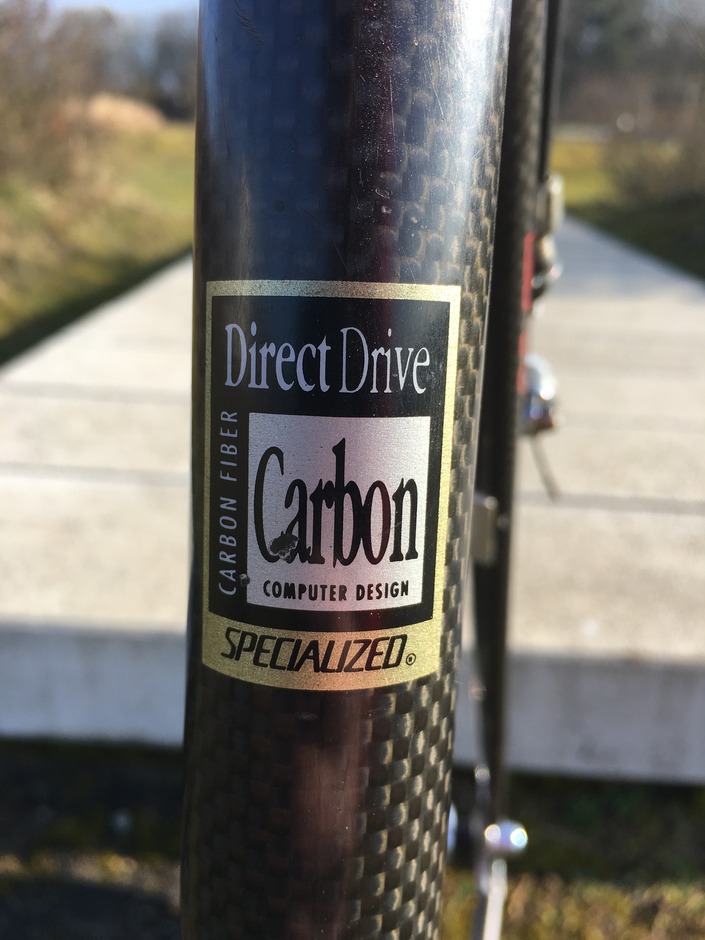 Direct Drive
CARBON FIBER
Carbon
COMPUTER DESIGN
SPECIALIZED®